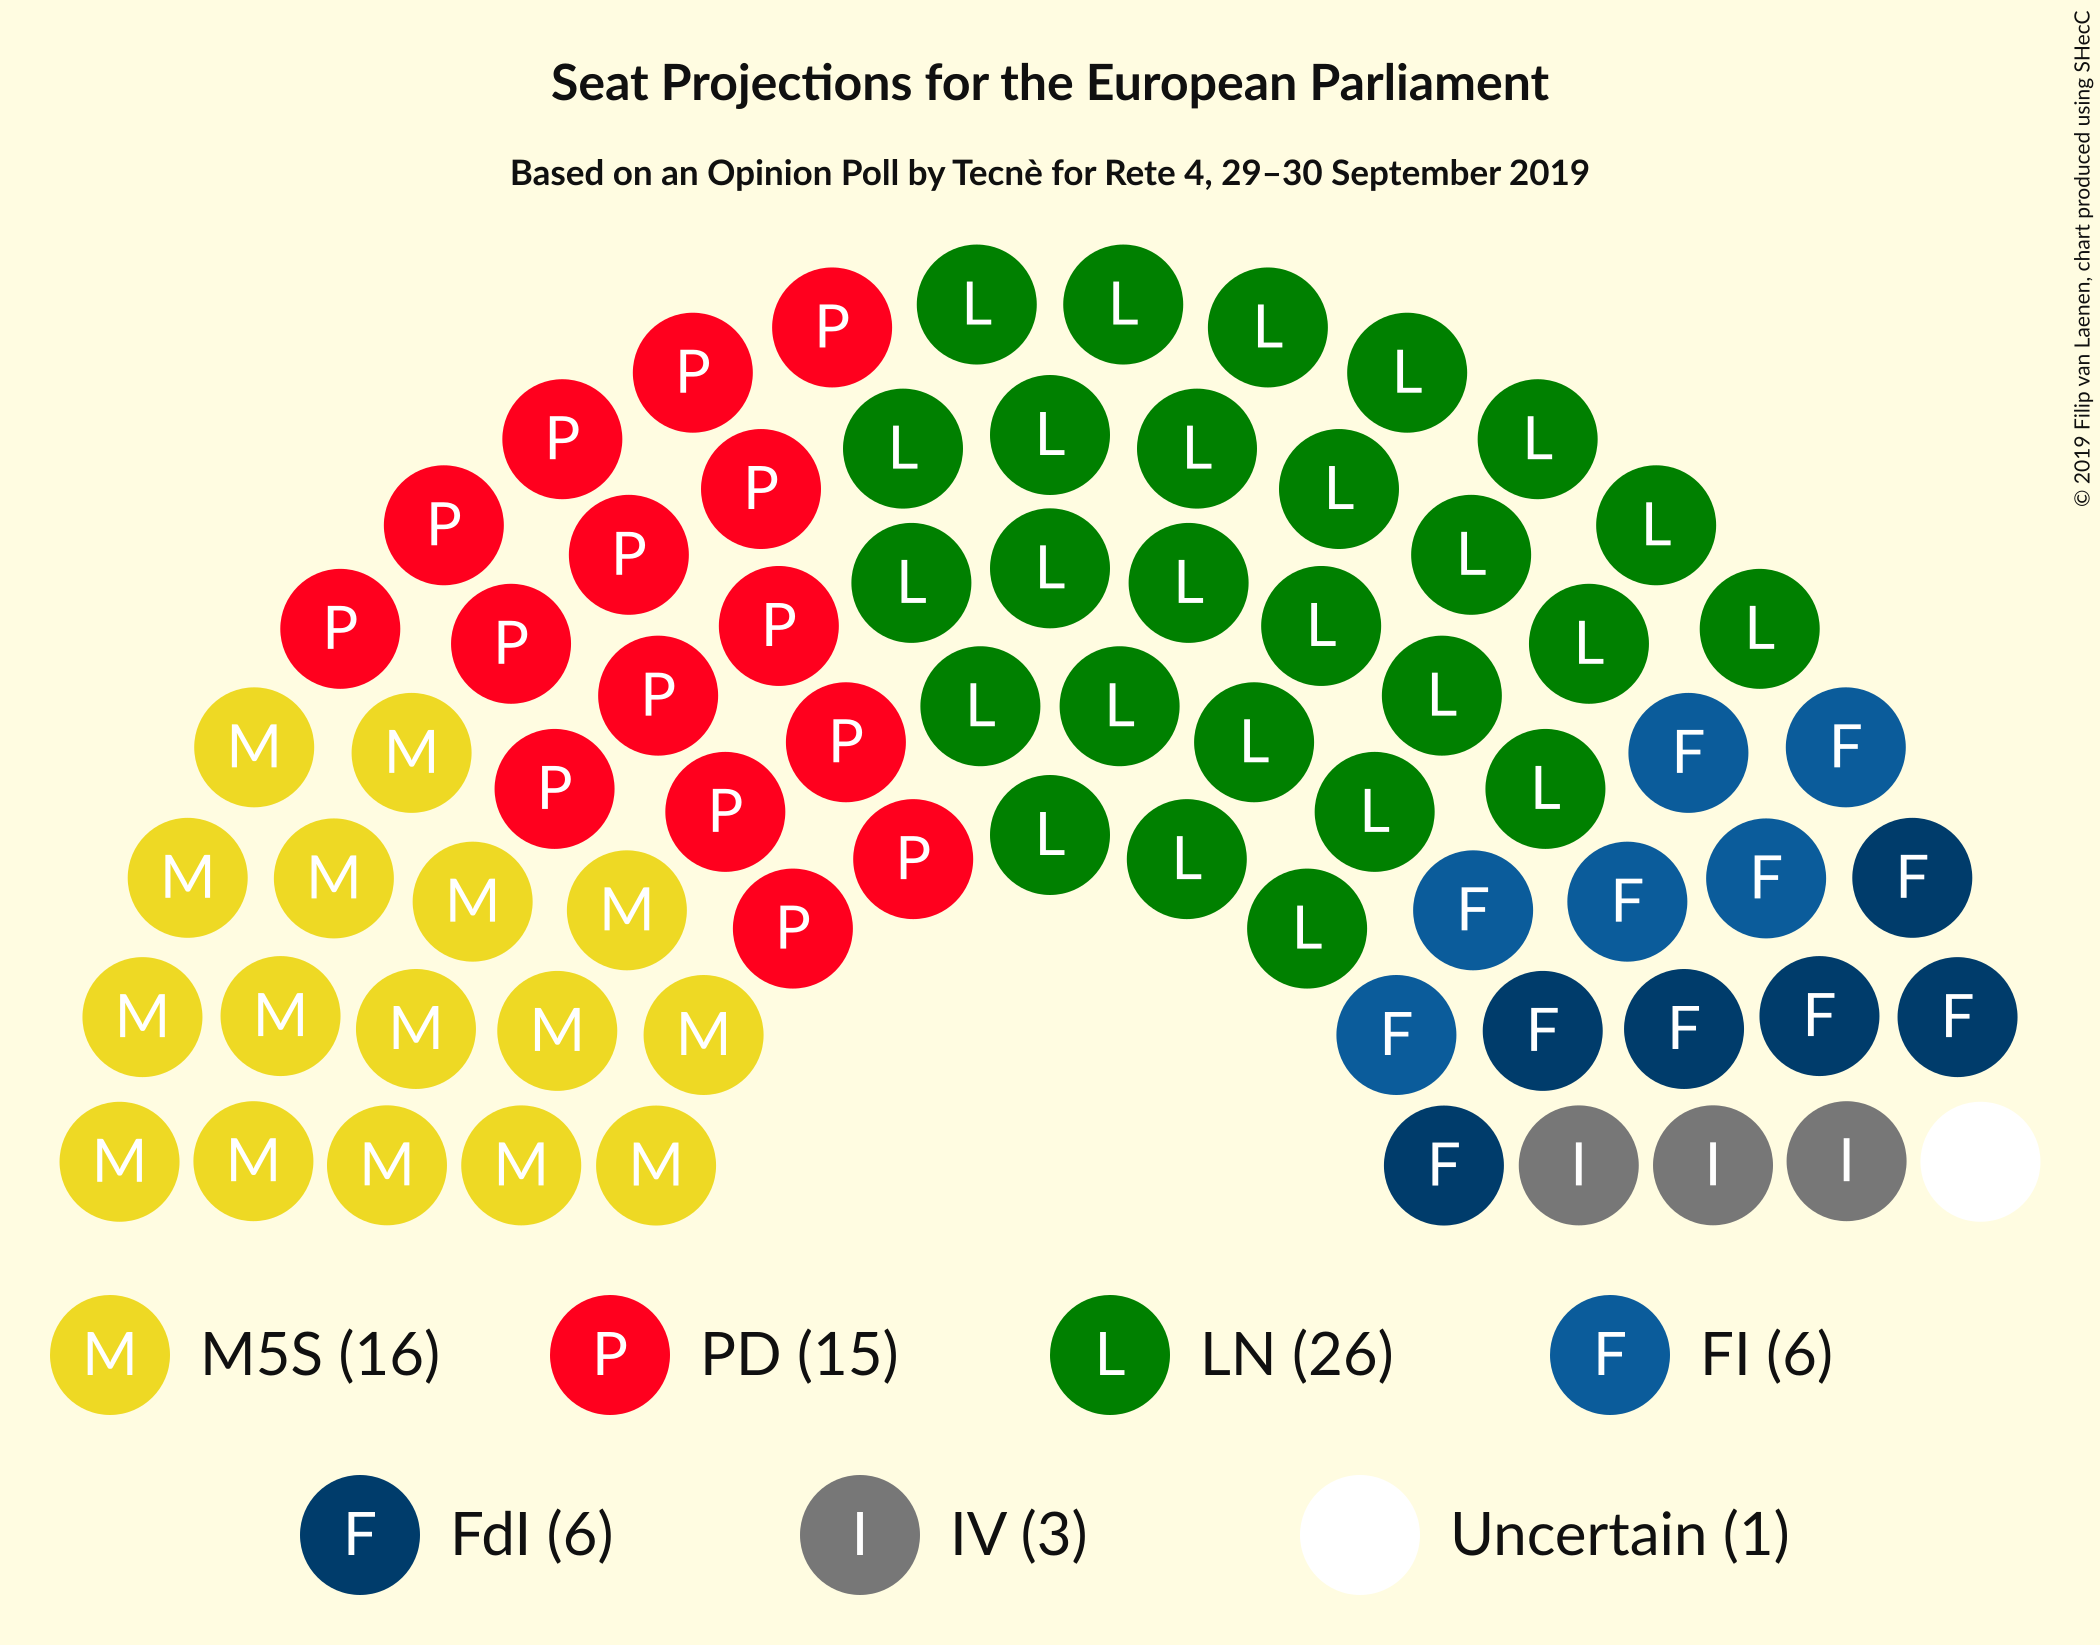 Seat Projections for the European Parliament
Based on an Opinion Poll by Tecnè for Rete 4, 29–30 September 2019
© 2019 Filip van Laenen, chart produced using SHecC
L L
P L
P L
P L
L
P L L
P L
P L
P L
L
P L L
P L
P L
P L
L L
P L
M M P L F F
P L
L
P L
M M F F
M M F F
P L
M M F F
M M F F
M M F F
M M M M M F I I I
M M5S (16) P PD (15) L LN (26) F FI (6)
F FdI (6) I IV (3) Uncertain (1)